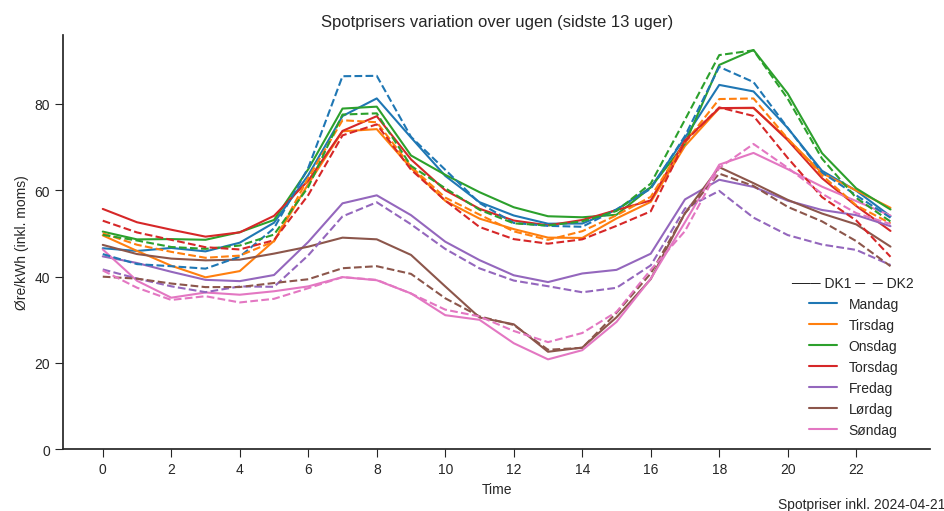 Spotprisers variation over ugen (sidste 13 uger)
Øre/kWh (inkl. moms)
80
60
40
20
0
0 2 4 6 8 10 12 14 16 18 20 22
Time
DK1 DK2
Mandag
Tirsdag
Onsdag
Torsdag
Fredag
Lørdag
Søndag
Spotpriser inkl. 2024-04-21